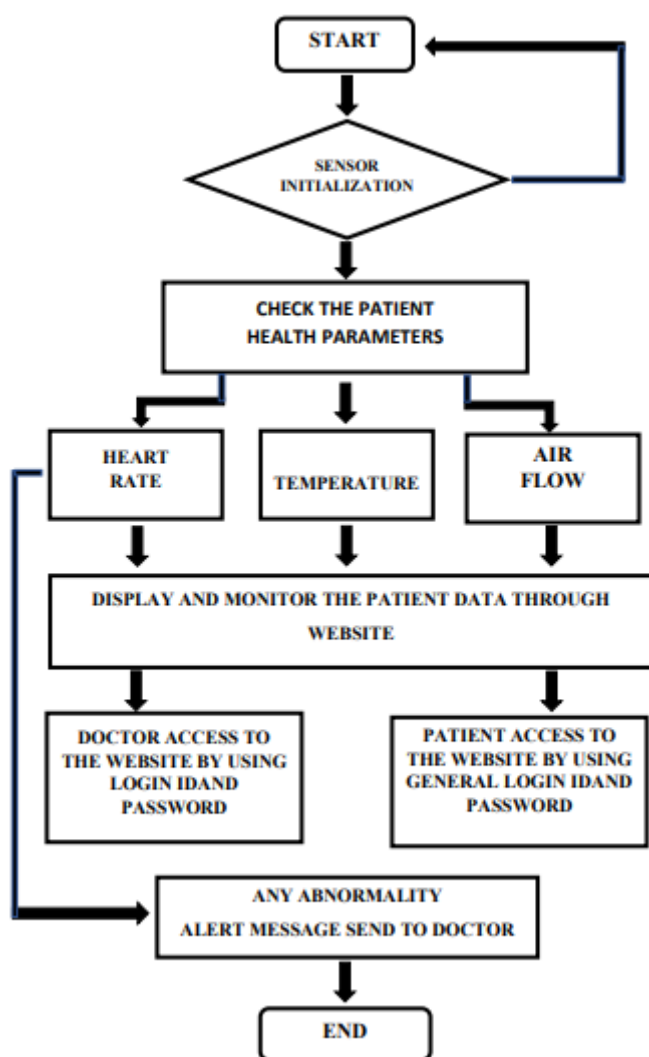 START
SENSOR
INITIALIZATION
CHECK THE PATIENT
HEALTH PARAMETERS
HEART
RATE
TEMPERATURE
AIR
FLOW
DISPLAY AND MONITOR THE PATIENT DATA THROUGH
WEBSITE
DOCTOR ACCESS TO
THE WEBSITE BY USING
LOGIN IDAND
PASSWORD
PATIENT ACCESS TO
THE WEBSITE BY USING
GENERAL LOGIN IDAND
PASSWORD
ANY ABNORMALITY
ALERT MESSAGE SEND TO DOCTOR
END